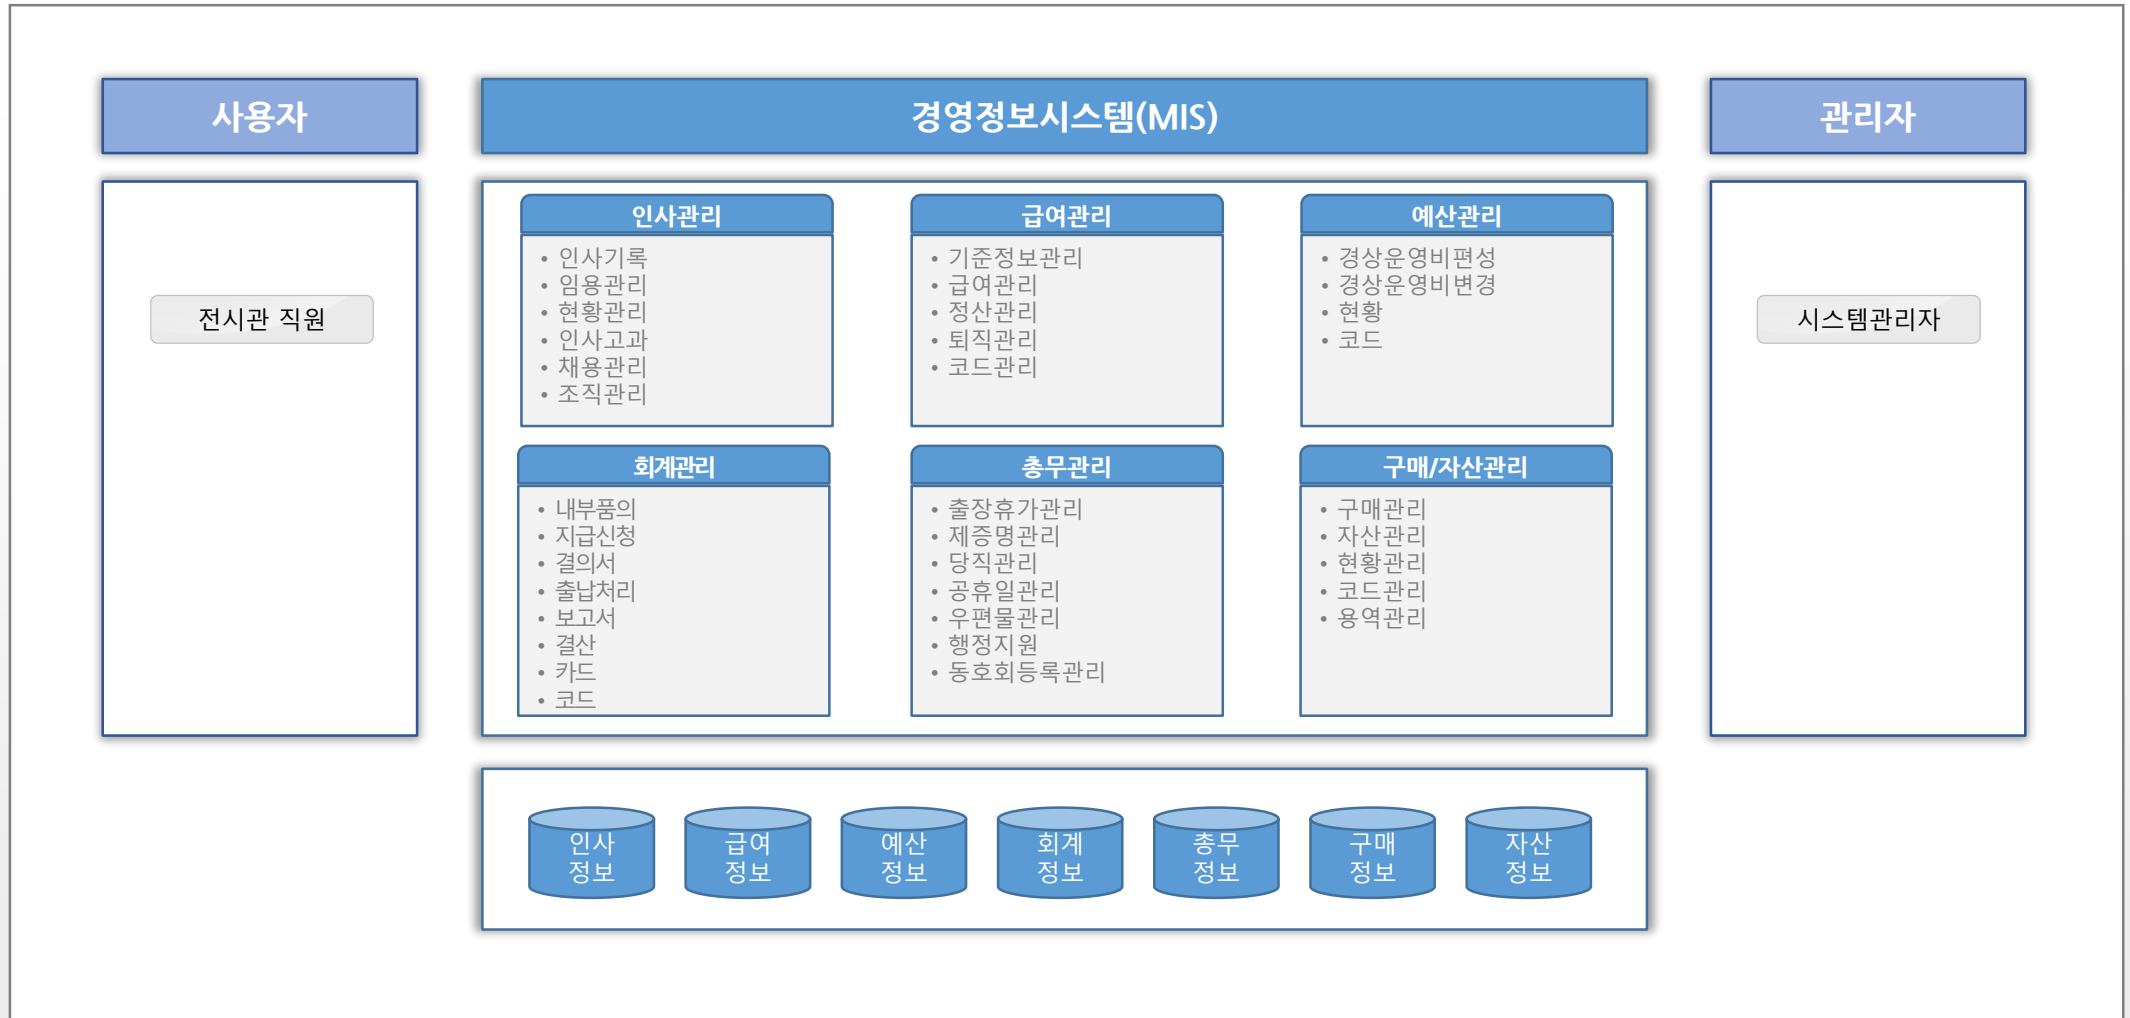 사용자
경영정보시스템(MIS)
관리자
전시관 직원
인사관리
• 인사기록
• 임용관리
• 현황관리
• 인사고과
• 채용관리
• 조직관리
급여관리
• 기준정보관리
• 급여관리
• 정산관리
• 퇴직관리
• 코드관리
예산관리
• 경상운영비편성
• 경상운영비변경
• 현황
• 코드
회계관리
• 내부품의
• 지급신청
• 결의서
• 출납처리
• 보고서
• 결산
• 카드
• 코드
총무관리
• 출장휴가관리
• 제증명관리
• 당직관리
• 공휴일관리
• 우편물관리
• 행정지원
• 동호회등록관리
구매/자산관리
• 구매관리
• 자산관리
• 현황관리
• 코드관리
• 용역관리
시스템관리자
인사
정보
급여
정보
예산
정보
회계
정보
총무
정보
구매
정보
자산
정보